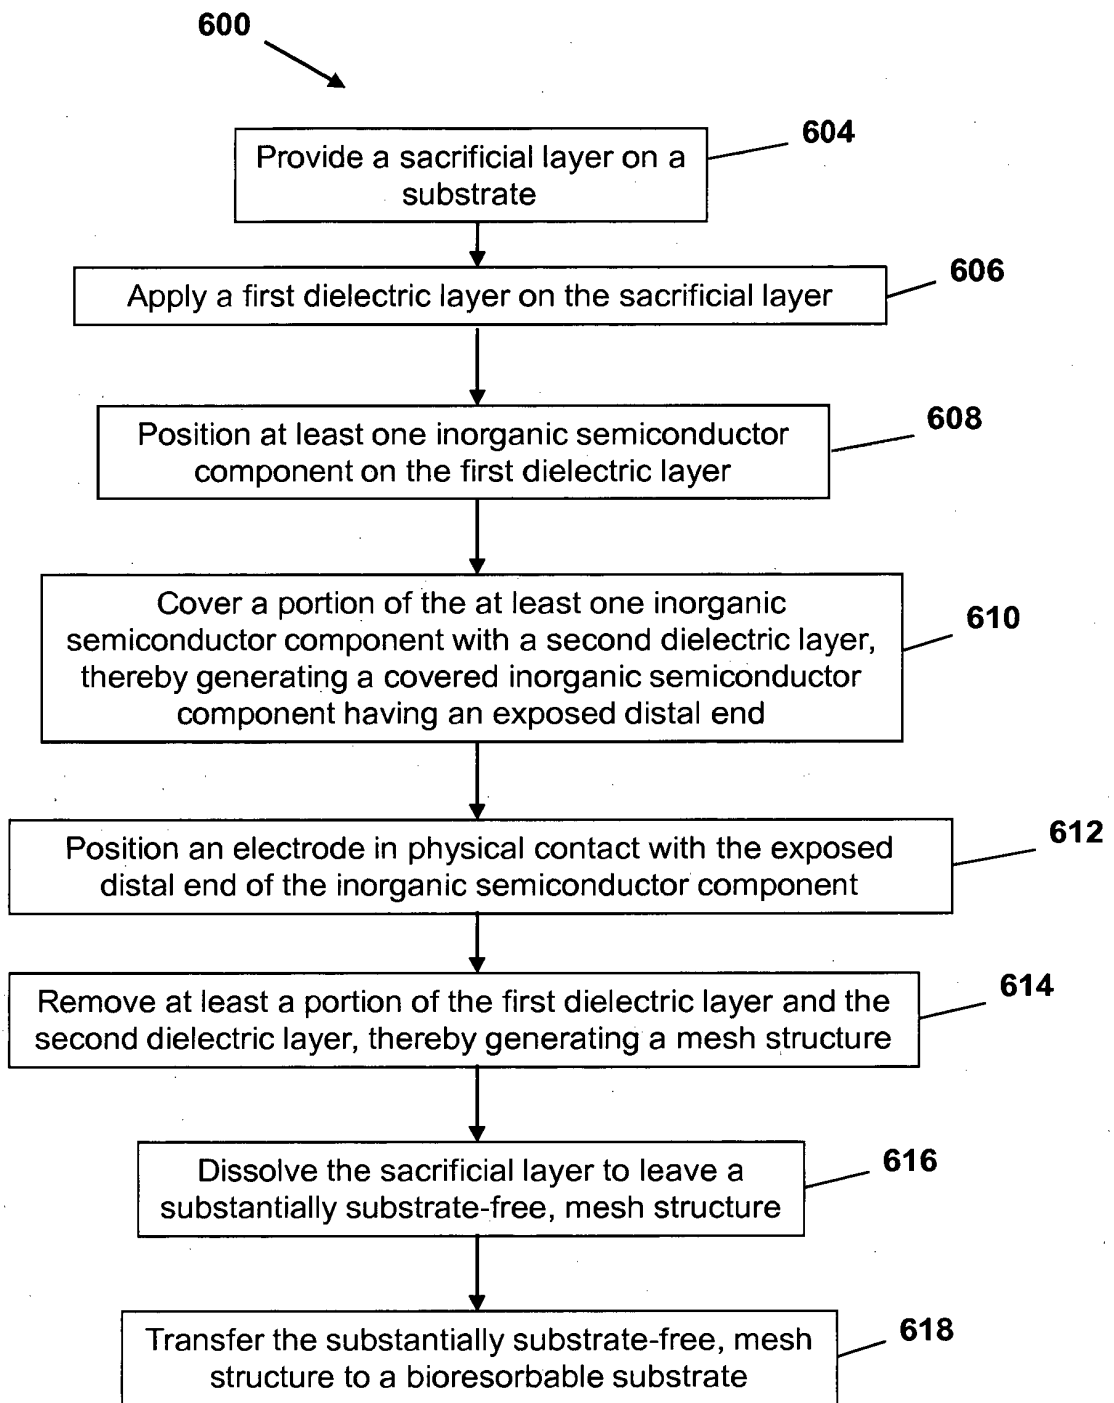 600
604
Provide a sacrificial layer on a
substrate
606
Apply a first dielectric layer on the sacrificial layer
608
Position at least one inorganic semiconductor
component on the first dielectric layer
610
Cover a portion of the at least one inorganic
semiconductor component with a second dielectric layer,
thereby generating a covered inorganic semiconductor
component having an exposed distal end
612
Position an electrode in physical contact with the exposed
distal end of the inorganic semiconductor component
614
Remove at least a portion of the first dielectric layer and the
second dielectric layer, thereby generating a mesh structure
616
Dissolve the sacrificial layer to leave a
substantially substrate-free, mesh structure
618
Transfer the substantially substrate-free, mesh
structure to a bioresorbable substrate